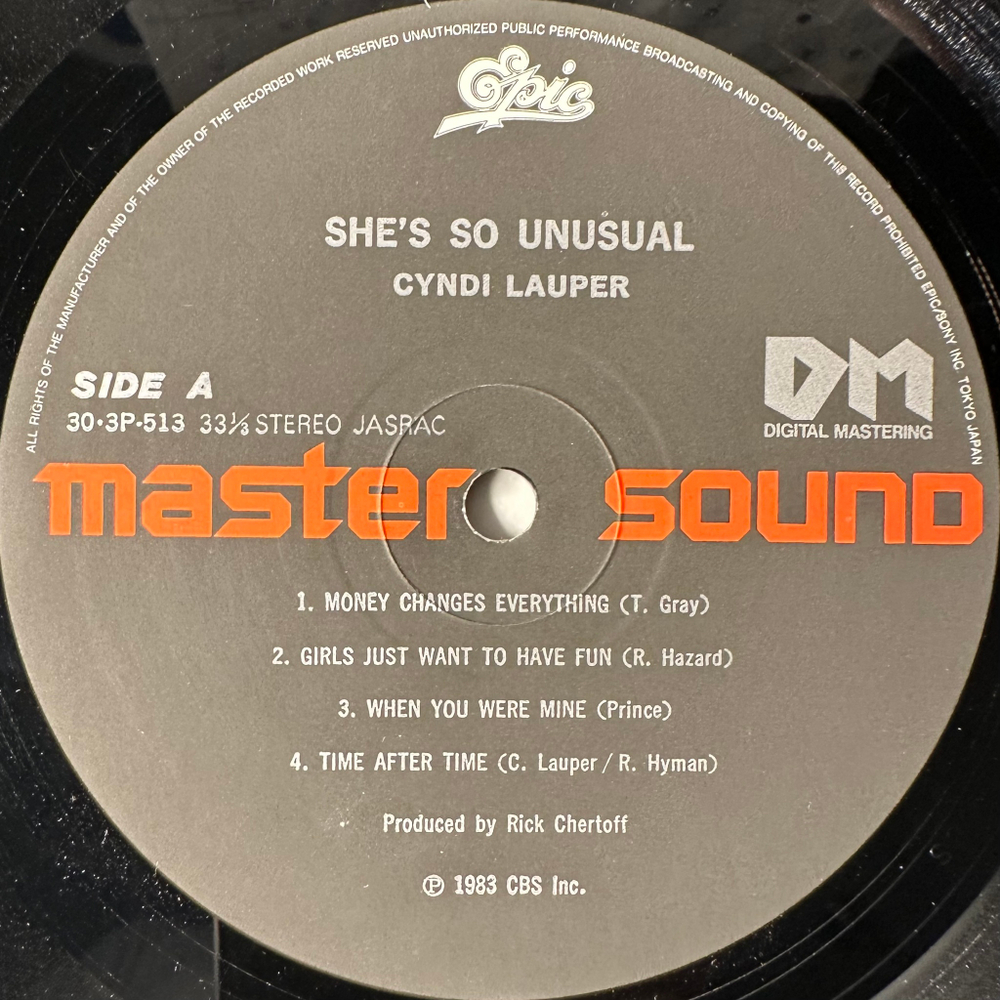 ALL RIGHTS OF THE MANUFACTURER AND OF THE OWNER OF THE RECORDED WORK RESERVED UNAUTHORIZED PUBLIC PERFORMANCE BROADCASTING AND COPYING OF THIS RECORD PROHIBITED EPIC/SONY INC. TOKYO JAPAN
Epic
SHE'S SO UNUSUAL
CYNDI LAUPER
DM
DIGITAL MASTERING
SIDE A
30・3P-513 33⅓ STEREO JASRAC
master sound
1. MONEY CHANGES EVERYTHING (T. Gray)
2. GIRLS JUST WANT TO HAVE FUN (R. Hazard)
3. WHEN YOU WERE MINE (Prince)
4. TIME AFTER TIME (C. Lauper / R. Hyman)
Produced by Rick Chertoff
℗ 1983 CBS Inc.